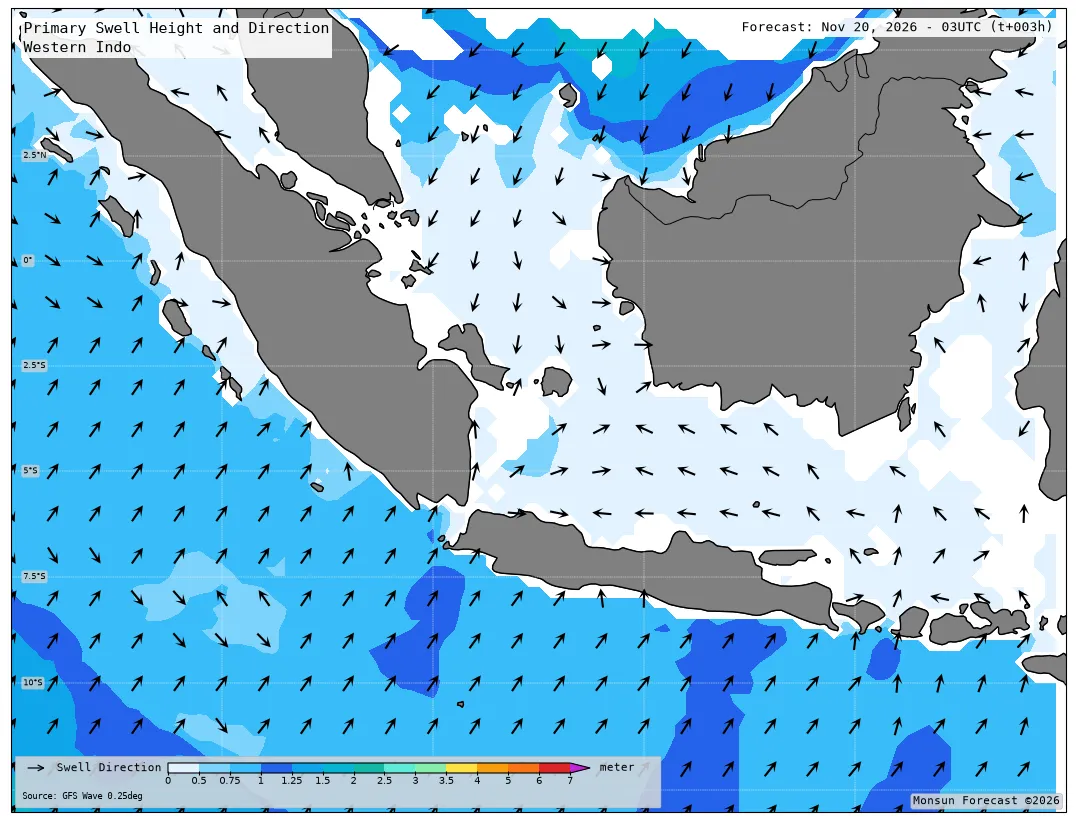 Primary Swell Height and Direction
Western Indo
Forecast: Nov 20, 2026 - 03UTC (t+003h)
2.5°N
0°
2.5°S
5°S
7.5°S
10°S
Swell Direction
0 0.5 0.75 1 1.25 1.5 2 2.5 3 3.5 4 5 6 7
meter
Source: GFS Wave 0.25deg
Monsun Forecast ©2026